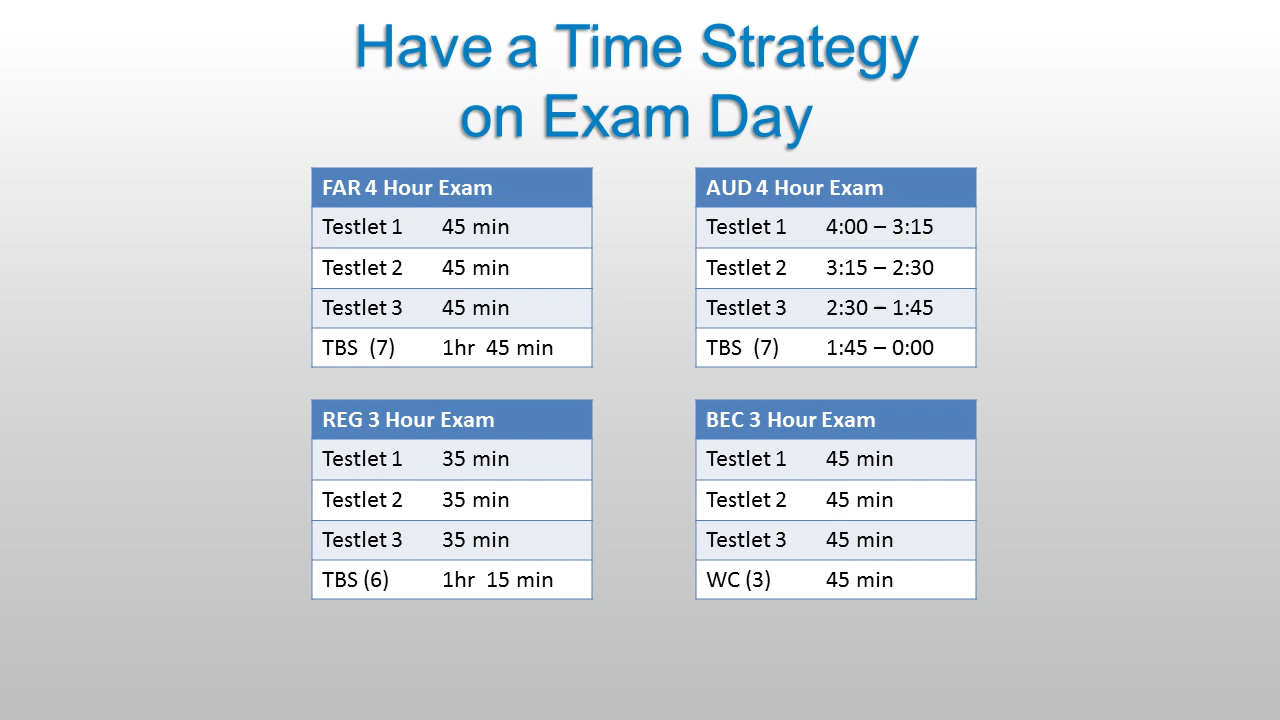 Have a Time Strategy
on Exam Day
FAR 4 Hour Exam
Testlet 1 45 min
Testlet 2 45 min
Testlet 3 45 min
TBS (7) 1hr 45 min
AUD 4 Hour Exam
Testlet 1 4:00 – 3:15
Testlet 2 3:15 – 2:30
Testlet 3 2:30 – 1:45
TBS (7) 1:45 – 0:00
REG 3 Hour Exam
Testlet 1 35 min
Testlet 2 35 min
Testlet 3 35 min
TBS (6) 1hr 15 min
BEC 3 Hour Exam
Testlet 1 45 min
Testlet 2 45 min
Testlet 3 45 min
WC (3) 45 min